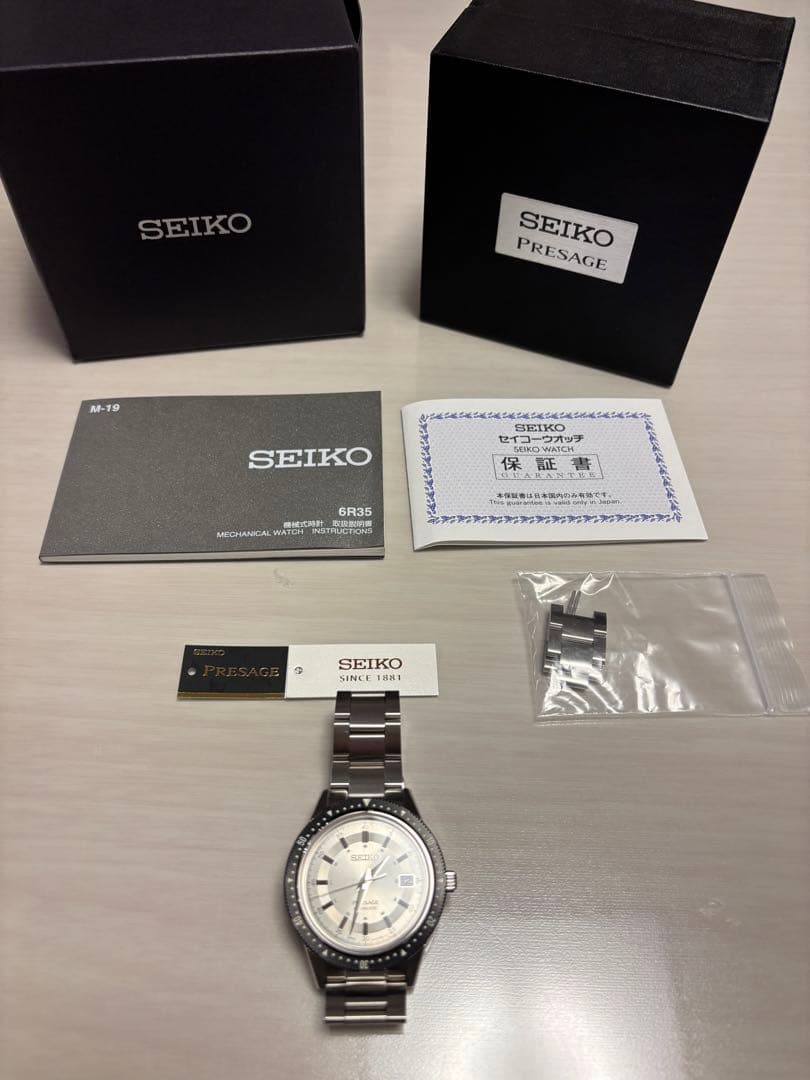 SEIKO
SEIKO
PRESAGE
M-19
SEIKO
6R35
機械式時計 取扱説明書
MECHANICAL WATCH INSTRUCTIONS
SEIKO
セイコーウオッチ
SEIKO WATCH
保証書
GUARANTEE
本保証書は日本国内のみ有効です。
This guarantee is valid only in Japan.
SEIKO
PRESAGE
SEIKO
SINCE 1881
SEIKO
PRESAGE